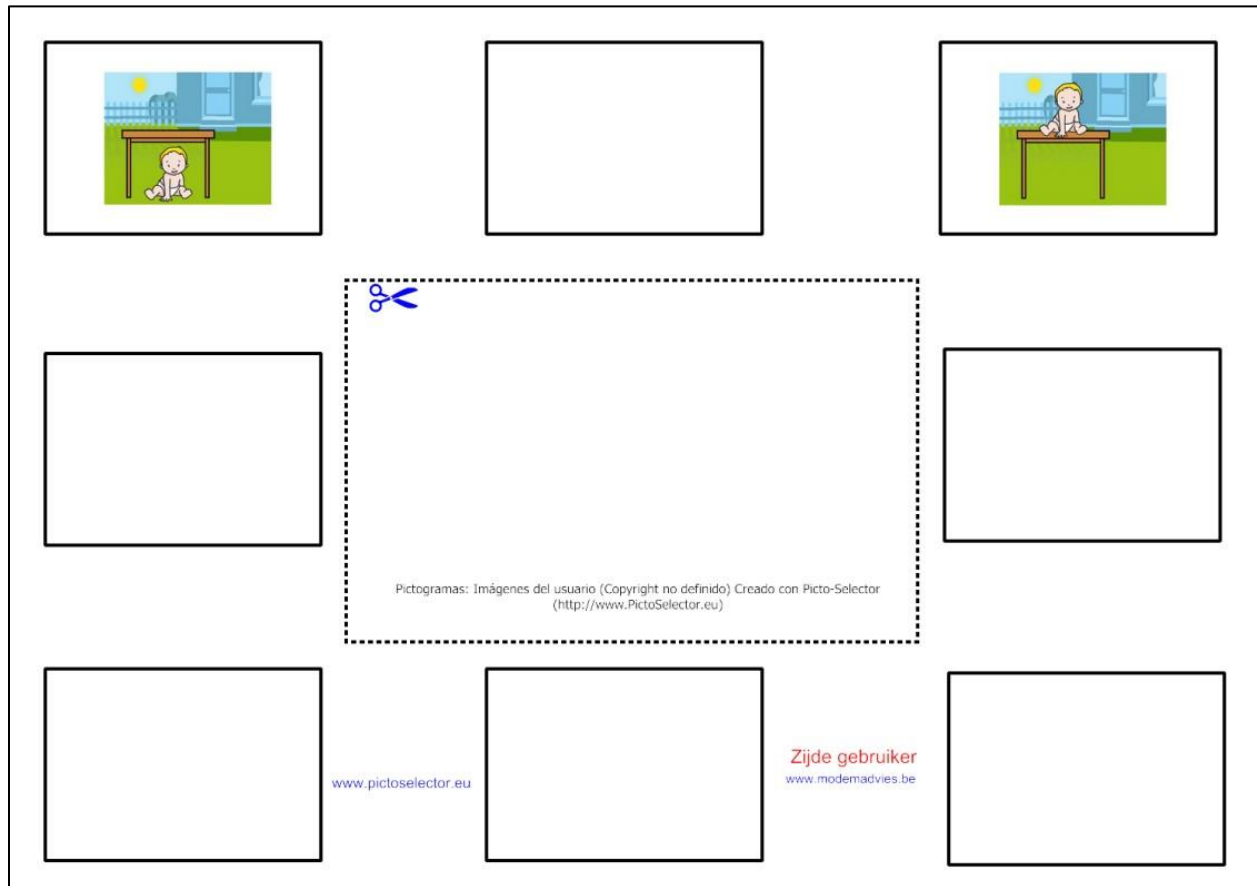 Pictogramas: Imágenes del usuario (Copyright no definido) Creado con Picto-Selector
(http://www.PictoSelector.eu)
Zijde gebruiker
www.pictoselector.eu
www.modemadvies.be